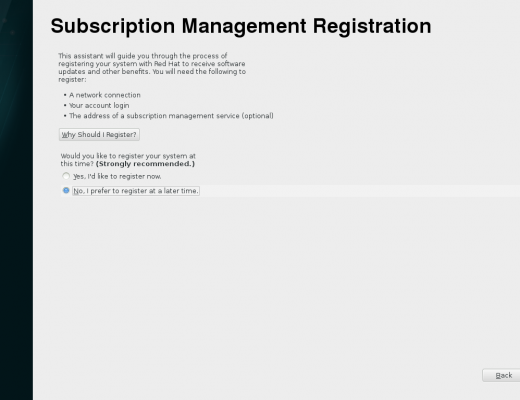 Subscription Management Registration
This assistant will guide you through the process of
registering your system with Red Hat to receive software
updates and other benefits. You will need the following to
register:
• A network connection
• Your account login
• The address of a subscription management service (optional)
Why Should I Register?
Would you like to register your system at
this time? (Strongly recommended.)
Yes, I'd like to register now.
No, I prefer to register at a later time.
Back